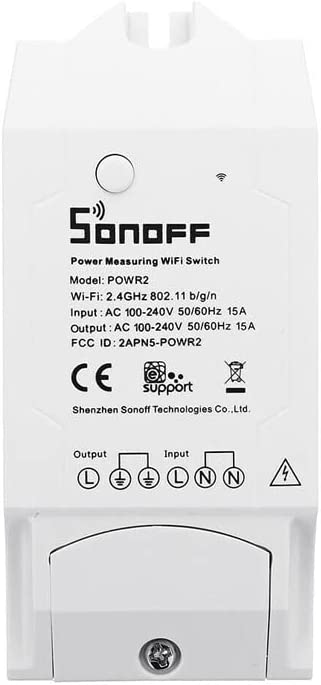 SONOFF
Power Measuring WiFi Switch
Model: POWR2
Wi-Fi: 2.4GHz 802.11 b/g/n
Input : AC 100-240V 50/60Hz 15A
Output : AC 100-240V 50/60Hz 15A
FCC ID : 2APN5-POWR2
CE e support
Shenzhen Sonoff Technologies Co.,Ltd.
Output Input
L L N N